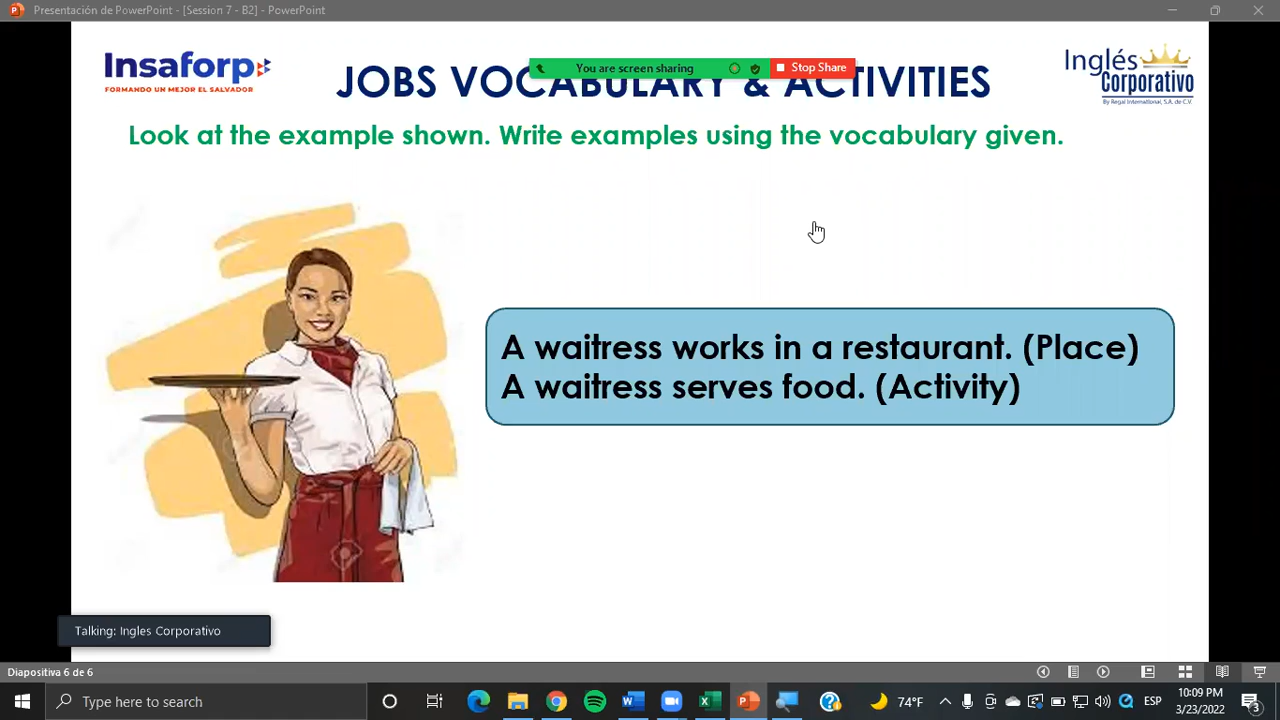 Presentación de PowerPoint - [Session 7 - B2] - PowerPoint
Insaforp
FORMANDO UN MEJOR EL SALVADOR
You are screen sharing
Stop Share
JOBS VOCABULARY & ACTIVITIES
Inglés
Corporativo
By Regal International, S.A. de C.V.
Look at the example shown. Write examples using the vocabulary given.
A waitress works in a restaurant. (Place)
A waitress serves food. (Activity)
Talking: Ingles Corporativo
Diapositiva 6 de 6
Type here to search
74°F
ESP
10:09 PM
3/23/2022
3